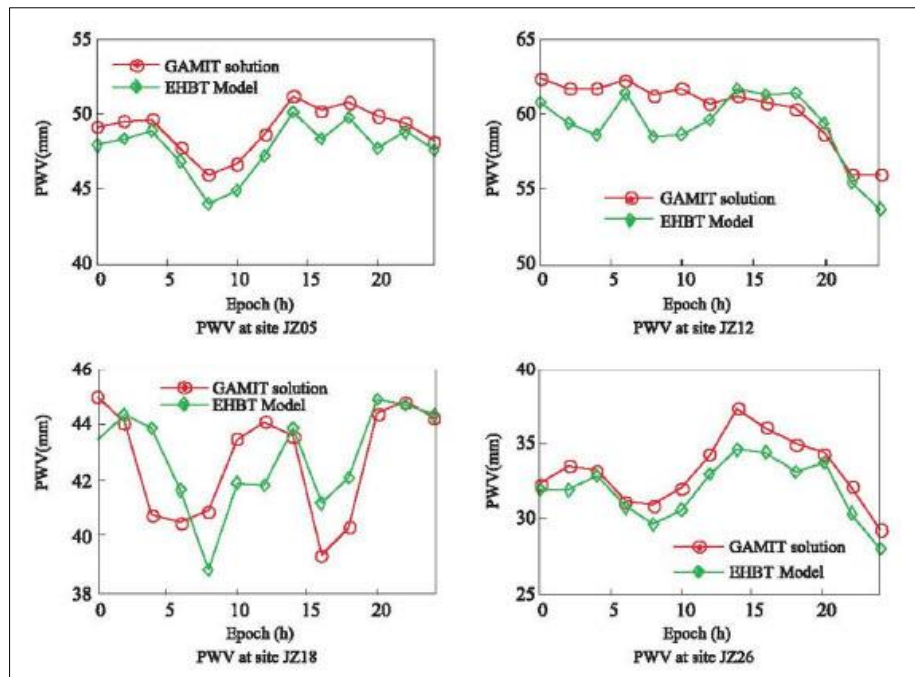 55
GAMIT solution
EHBT Model
50
PWV(mm)
45
40
0 5 10 15 20
Epoch (h)
PWV at site JZ05
65
60
PWV(mm)
55
GAMIT solution
EHBT Model
50
0 5 10 15 20
Epoch (h)
PWV at site JZ12
46
GAMIT solution
EHBT Model
44
PWV(mm)
42
40
38
0 5 10 15 20
Epoch (h)
PWV at site JZ18
40
35
PWV(mm)
30
GAMIT solution
EHBT Model
25
0 5 10 15 20
Epoch (h)
PWV at site JZ26